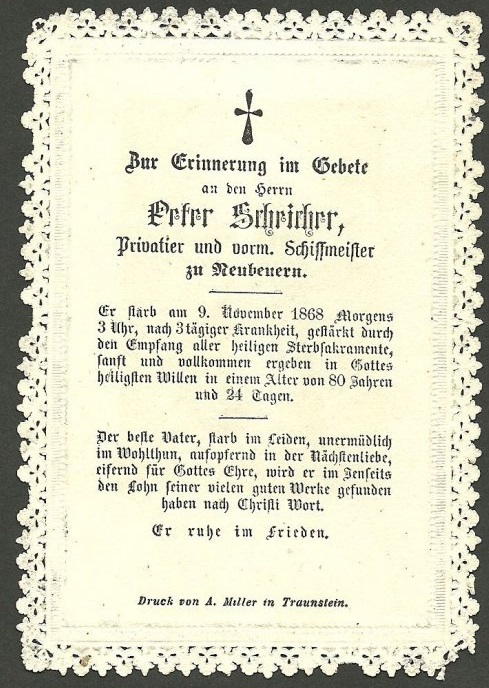 Zur Erinnerung im Gebete
an den Herrn
Peter Scheicher,
Privatier und vorm. Schiffmeister
zu Neubeuern.
Er starb am 9. November 1868 Morgens
3 Uhr, nach 3 tägiger Krankheit, gestärkt durch
den Empfang aller heiligen Sterbsakramente,
sanft und vollkommen ergeben in Gottes
heiligsten Willen in einem Alter von 80 Jahren
und 24 Tagen.
Der beste Vater, stark im Leiden, unermüdlich
im Wohlthun, aufopfernd in der Nächstenliebe,
eifernd für Gottes Ehre, wird er im Jenseits
den Lohn seiner vielen guten Werke gefunden
haben nach Christi Wort.
Er ruhe im Frieden.
Druck von A. Miller in Traunstein.